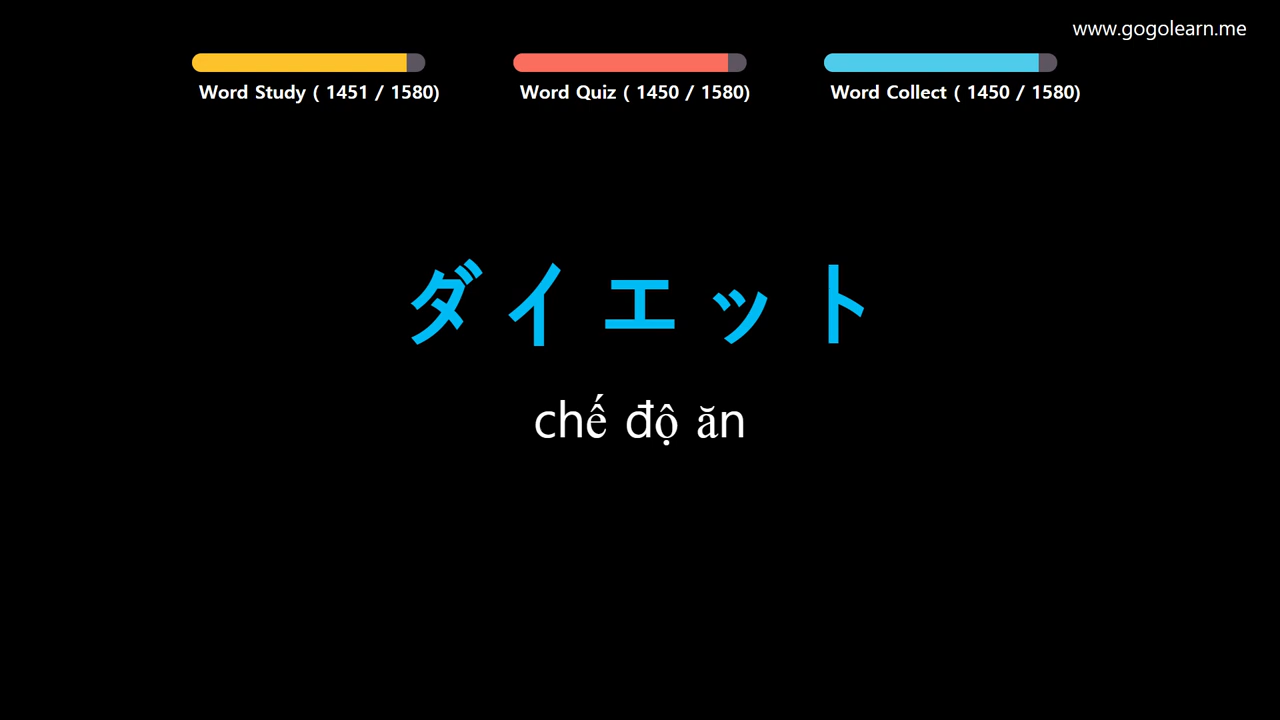 www.gogolearn.me
Word Study ( 1451 / 1580)
Word Quiz ( 1450 / 1580)
Word Collect ( 1450 / 1580)
ダイエット
chế độ ăn